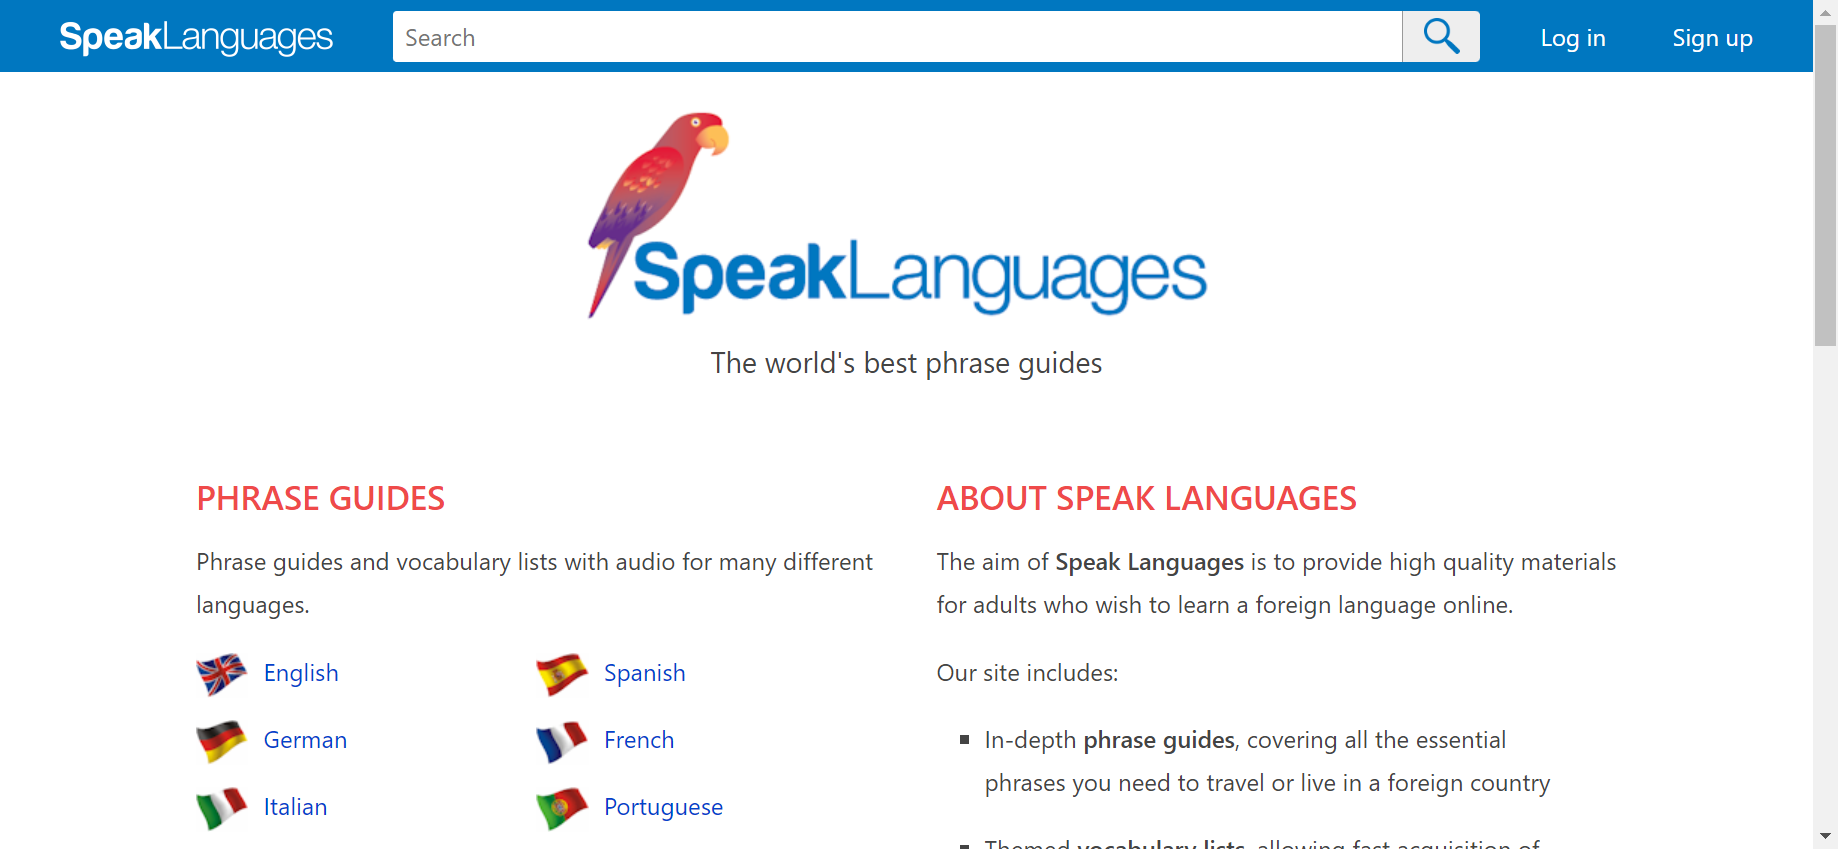 SpeakLanguages
Search
Log in
Sign up
SpeakLanguages
The world's best phrase guides
PHRASE GUIDES
Phrase guides and vocabulary lists with audio for many different
languages.
English
Spanish
German
French
Italian
Portuguese
ABOUT SPEAK LANGUAGES
The aim of Speak Languages is to provide high quality materials
for adults who wish to learn a foreign language online.
Our site includes:
In-depth phrase guides, covering all the essential
phrases you need to travel or live in a foreign country
Themed vocabulary lists, allowing fast acquisition of